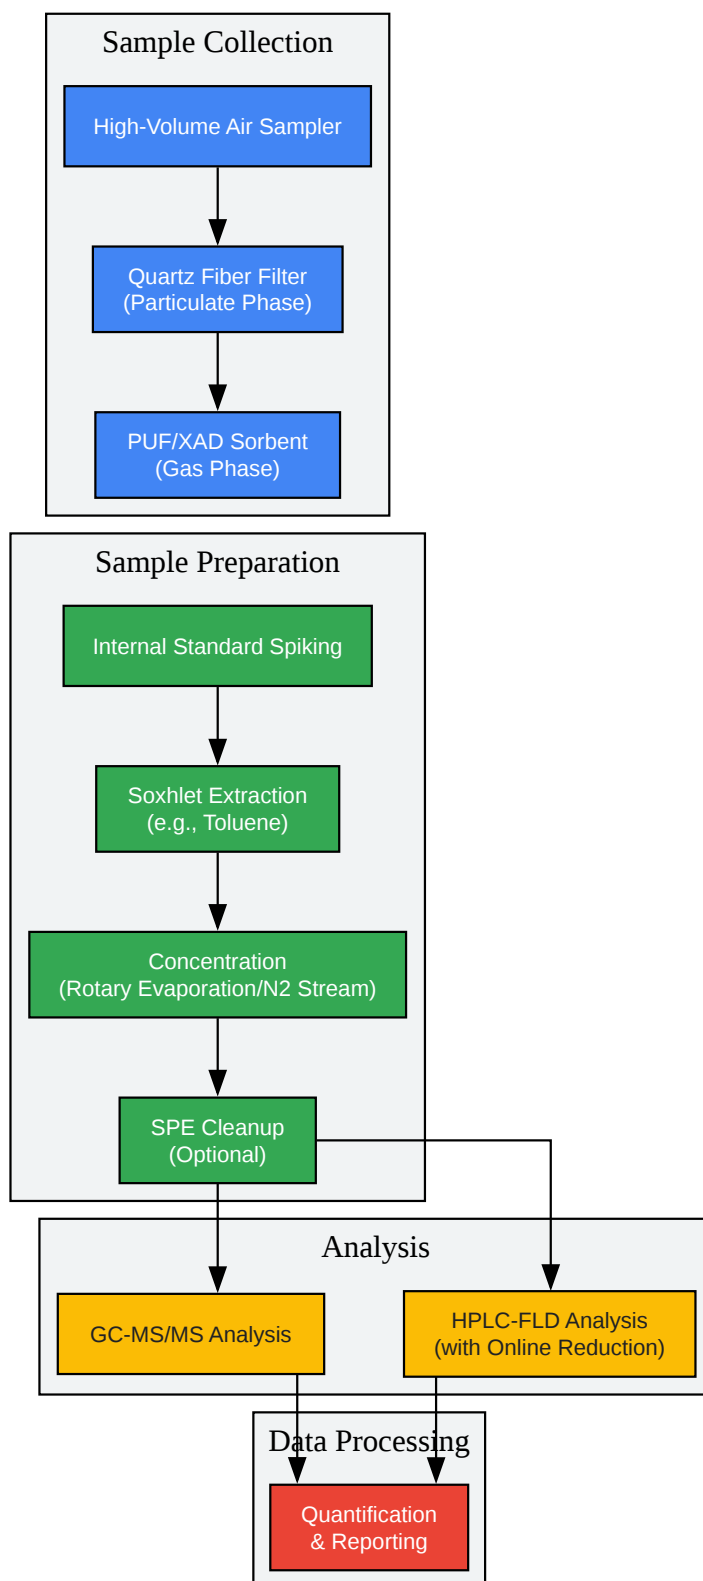 Sample Collection
High-Volume Air Sampler
Quartz Fiber Filter
(Particulate Phase)
PUF/XAD Sorbent
(Gas Phase)
Sample Preparation
Internal Standard Spiking
Soxhlet Extraction
(e.g., Toluene)
Concentration
(Rotary Evaporation/N2 Stream)
SPE Cleanup
(Optional)
Analysis
GC-MS/MS Analysis
HPLC-FLD Analysis
(with Online Reduction)
Data Processing
Quantification
& Reporting